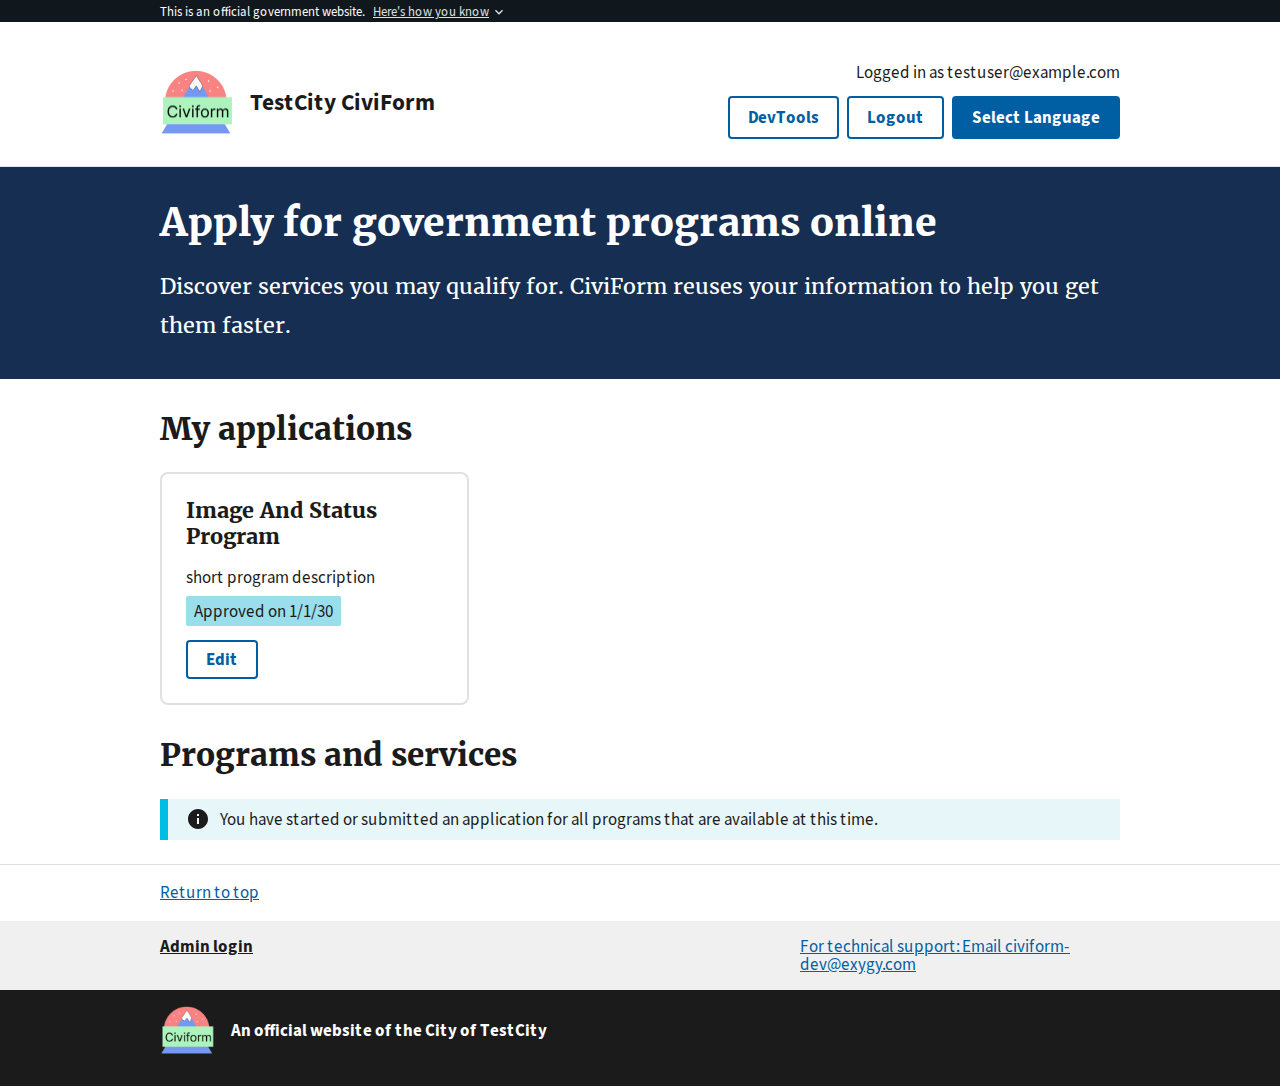 This is an official government website. Here's how you know
Logged in as testuser@example.com
Civiform
TestCity CiviForm
DevTools
Logout
Select Language
Apply for government programs online
Discover services you may qualify for. CiviForm reuses your information to help you get
them faster.
My applications
Image And Status
Program
short program description
Approved on 1/1/30
Edit
Programs and services
You have started or submitted an application for all programs that are available at this time.
Return to top
Admin login
For technical support: Email civiform-
dev@exygy.com
Civiform
An official website of the City of TestCity